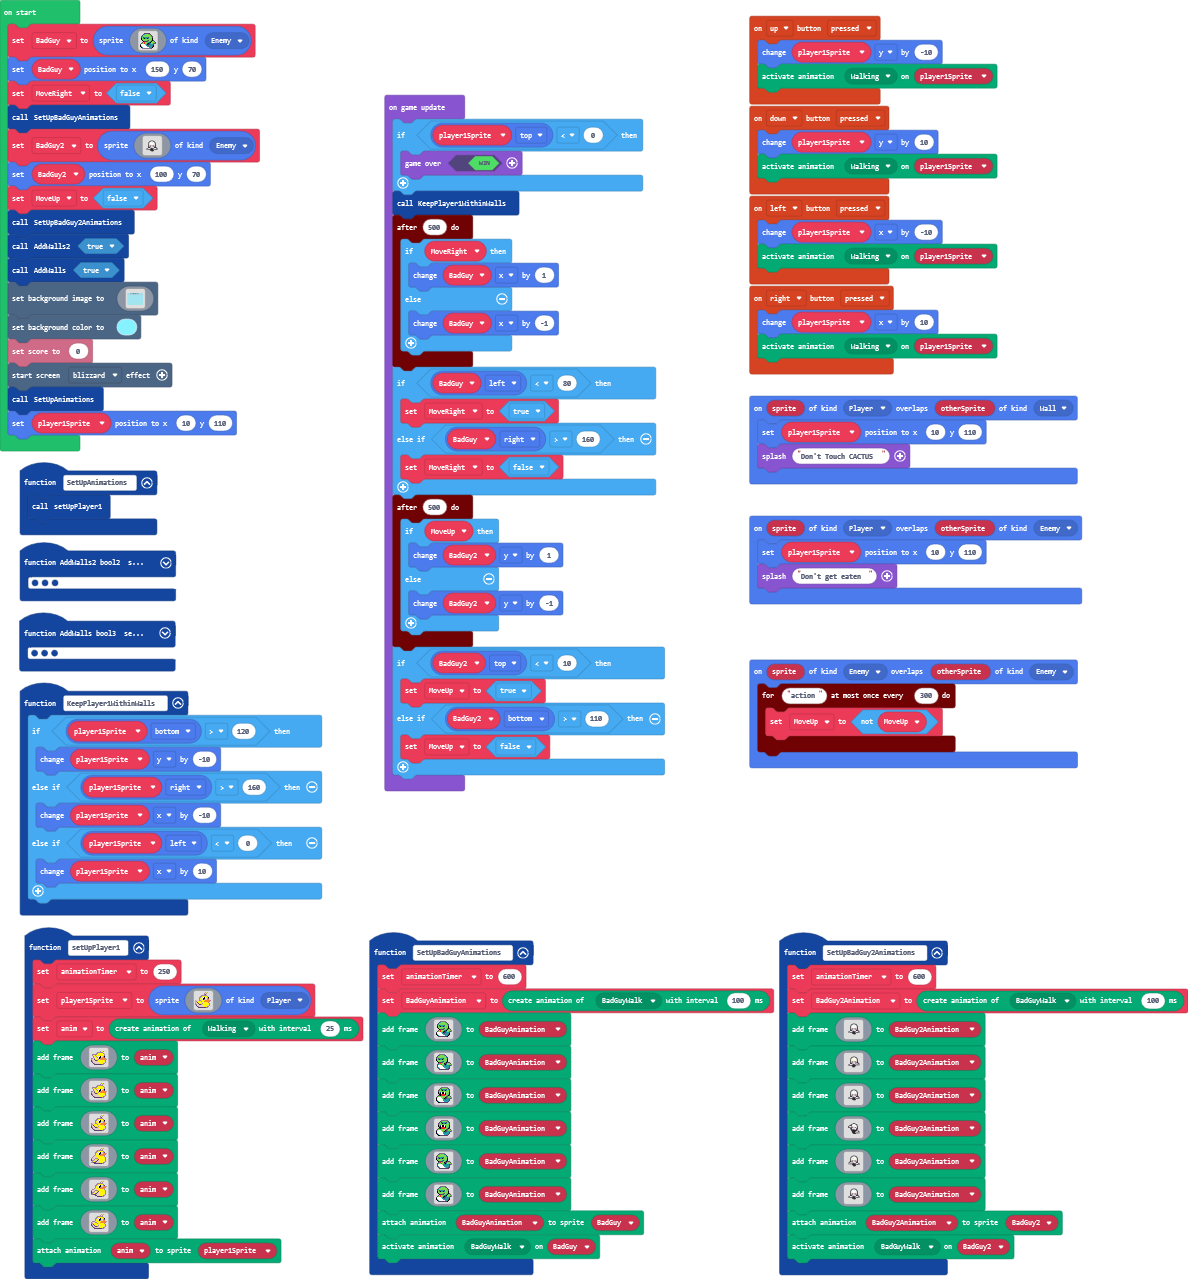 on start
set BadGuy to sprite of kind Enemy
set BadGuy position to x 150 y 70
set MoveRight to false
call SetUpBadGuyAnimations
set BadGuy2 to sprite of kind Enemy
set BadGuy2 position to x 100 y 70
set MoveUp to false
call SetUpBadGuy2Animations
call AddWalls2 true
call AddWalls true
set background image to
set background color to
set score to 0
start screen blizzard effect
call SetUpAnimations
set player1Sprite position to x 10 y 110
function SetUpAnimations
call setUpPlayer1
function AddWalls2 bool2 s...
function AddWalls bool3 se...
function KeepPlayer1WithinWalls
if player1Sprite bottom > 120 then
change player1Sprite y by -10
else if player1Sprite right > 160 then
change player1Sprite x by -10
else if player1Sprite left < 0 then
change player1Sprite x by 10
on game update
if player1Sprite top < 0 then
game over WIN
call KeepPlayer1WithinWalls
after 500 do
if MoveRight then
change BadGuy x by 1
else
change BadGuy x by -1
if BadGuy left < 80 then
set MoveRight to true
else if BadGuy right > 160 then
set MoveRight to false
after 500 do
if MoveUp then
change BadGuy2 y by 1
else
change BadGuy2 y by -1
if BadGuy2 top < 10 then
set MoveUp to true
else if BadGuy2 bottom > 110 then
set MoveUp to false
on up button pressed
change player1Sprite y by -10
activate animation Walking on player1Sprite
on down button pressed
change player1Sprite y by 10
activate animation Walking on player1Sprite
on left button pressed
change player1Sprite x by -10
activate animation Walking on player1Sprite
on right button pressed
change player1Sprite x by 10
activate animation Walking on player1Sprite
on sprite of kind Player overlaps otherSprite of kind Wall
set player1Sprite position to x 10 y 110
splash "Don't Touch CACTUS "
on sprite of kind Player overlaps otherSprite of kind Enemy
set player1Sprite position to x 10 y 110
splash "Don't get eaten "
on sprite of kind Enemy overlaps otherSprite of kind Enemy
for "action" at most once every 300 do
set MoveUp to not MoveUp
function setUpPlayer1
set animationTimer to 250
set player1Sprite to sprite of kind Player
set anim to create animation of Walking with interval 25 ms
add frame to anim
add frame to anim
add frame to anim
add frame to anim
add frame to anim
add frame to anim
attach animation anim to sprite player1Sprite
function SetUpBadGuyAnimations
set animationTimer to 600
set BadGuyAnimation to create animation of BadGuyWalk with interval 100 ms
add frame to BadGuyAnimation
add frame to BadGuyAnimation
add frame to BadGuyAnimation
add frame to BadGuyAnimation
add frame to BadGuyAnimation
add frame to BadGuyAnimation
attach animation BadGuyAnimation to sprite BadGuy
activate animation BadGuyWalk on BadGuy
function SetUpBadGuy2Animations
set animationTimer to 600
set BadGuy2Animation to create animation of BadGuyWalk with interval 100 ms
add frame to BadGuy2Animation
add frame to BadGuy2Animation
add frame to BadGuy2Animation
add frame to BadGuy2Animation
add frame to BadGuy2Animation
add frame to BadGuy2Animation
attach animation BadGuy2Animation to sprite BadGuy2
activate animation BadGuyWalk on BadGuy2